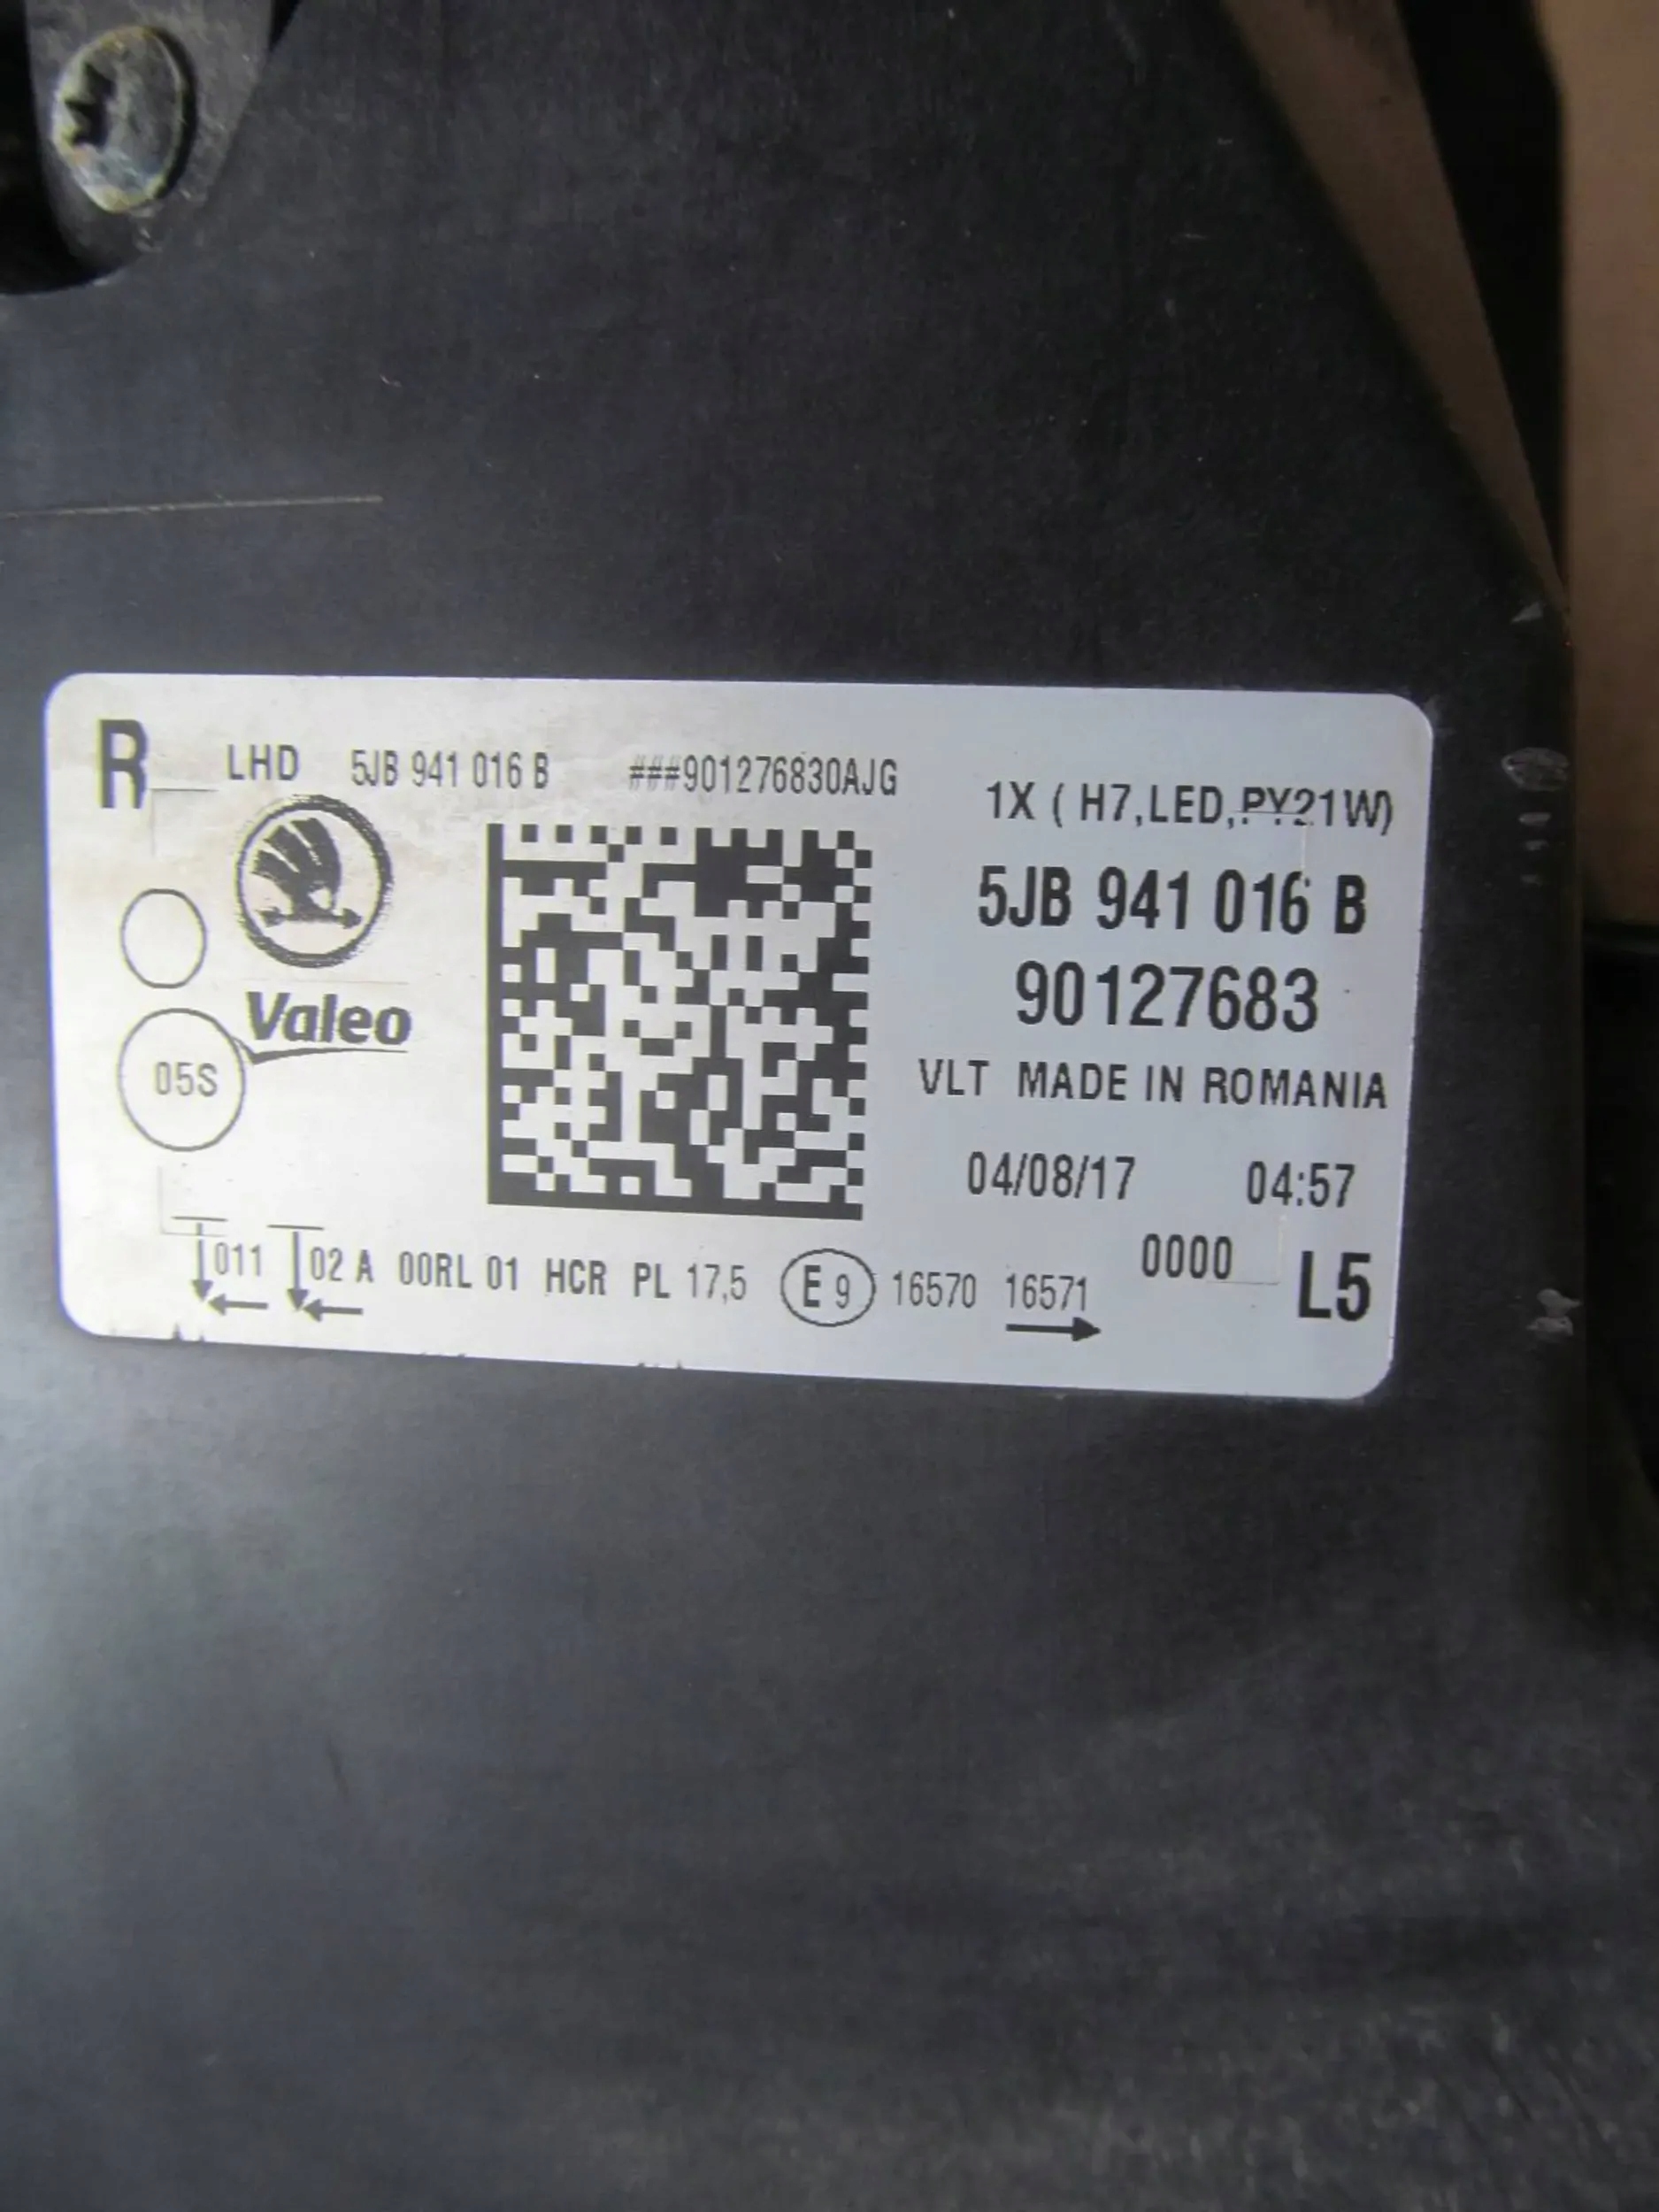 R LHD 5JB 941 016 B ###901276830AJG
1X ( H7,LED,PY21W)
5JB 941 016 B
90127683
Valeo
05S
VLT MADE IN ROMANIA
04/08/17 04:57
011 02 A 00RL 01 HCR PL 17,5 E 9 16570 16571
0000 L5